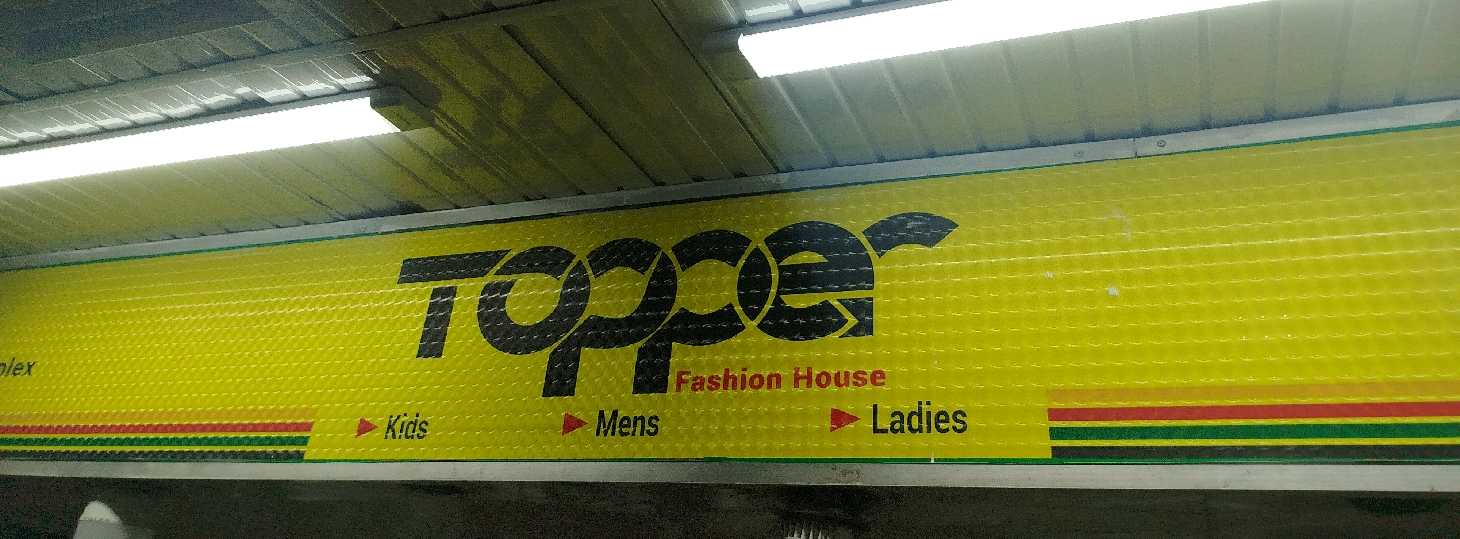 Topper
Fashion House
Kids Mens Ladies